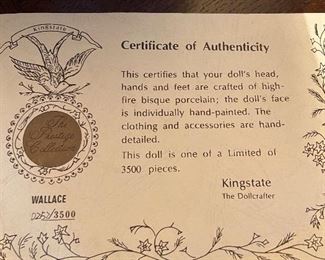 Kingstate
The
Prestige
Collection
WALLACE
0252/3500
Certificate of Authenticity
This certifies that your doll's head,
hands and feet are crafted of high-
fire bisque porcelain; the doll's face
is individually hand-painted. The
clothing and accessories are hand-
detailed.
This doll is one of a Limited of
3500 pieces.
Kingstate
The Dollcrafter